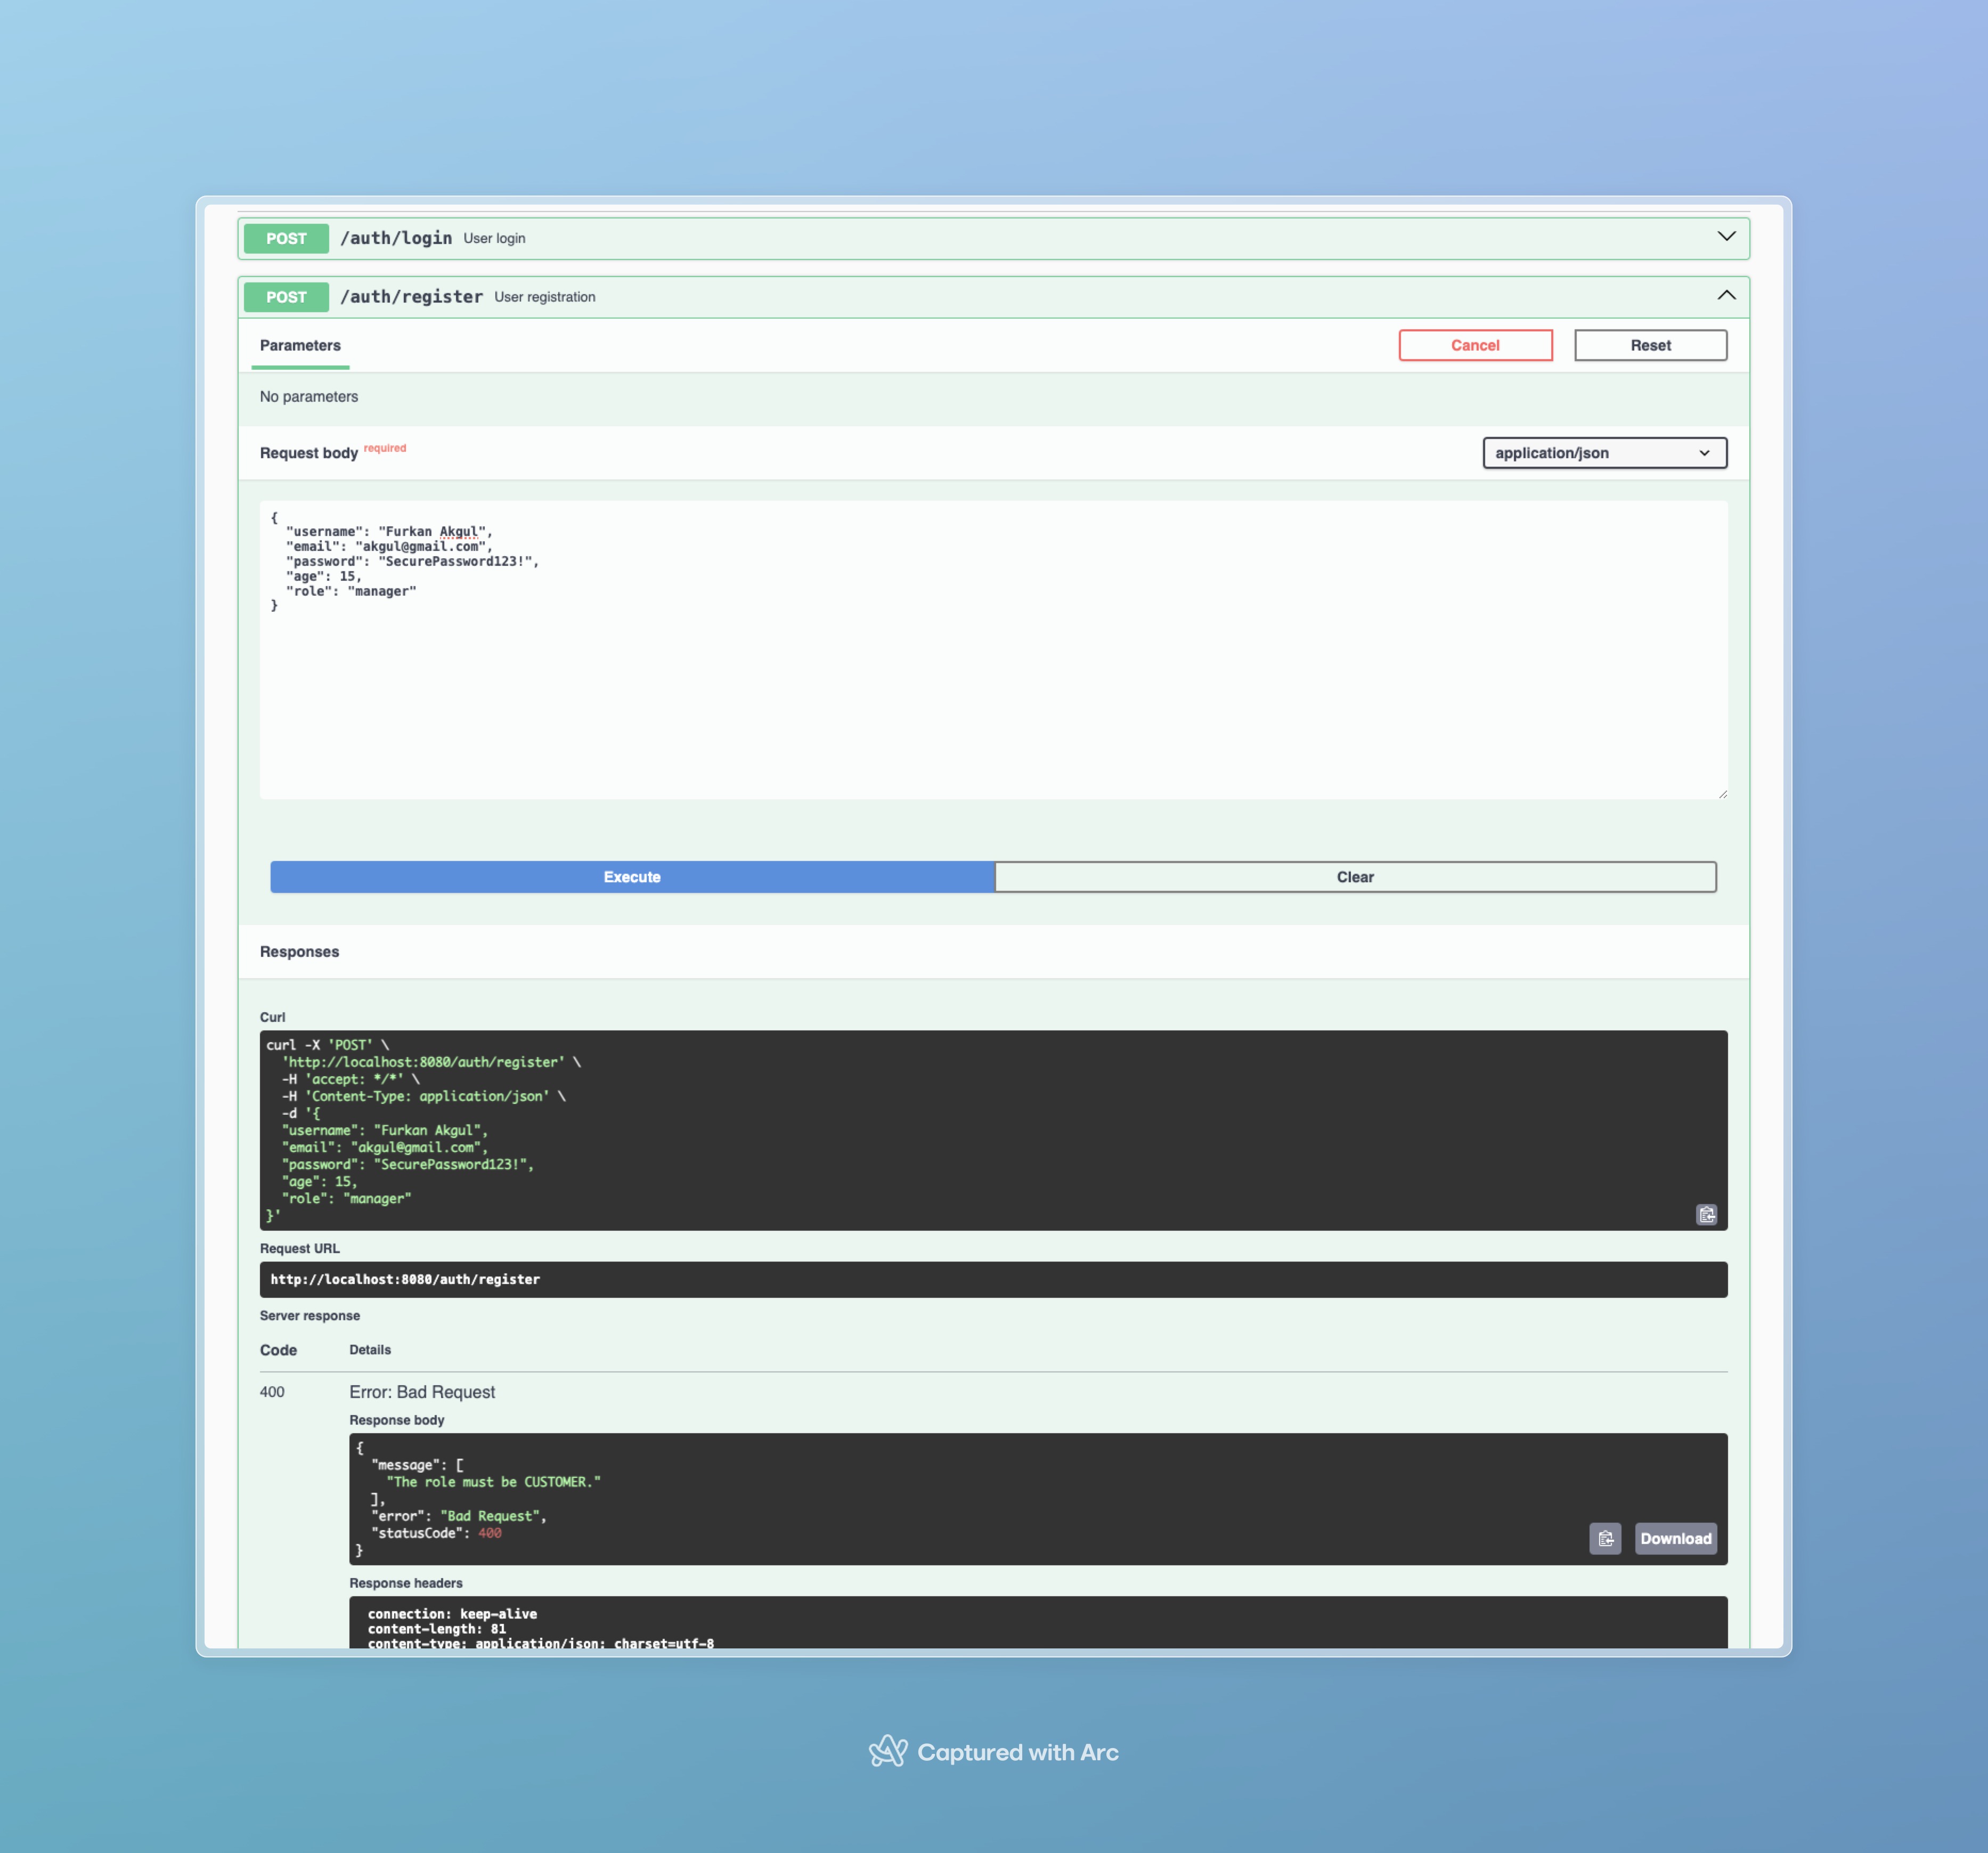 POST /auth/login User login
POST /auth/register User registration
Parameters
Cancel
Reset
No parameters
Request body required
application/json
{
  "username": "Furkan Akgul",
  "email": "akgul@gmail.com",
  "password": "SecurePassword123!",
  "age": 15,
  "role": "manager"
}
Execute
Clear
Responses
Curl
curl -X 'POST' \
  'http://localhost:8080/auth/register' \
  -H 'accept: */*' \
  -H 'Content-Type: application/json' \
  -d '{
  "username": "Furkan Akgul",
  "email": "akgul@gmail.com",
  "password": "SecurePassword123!",
  "age": 15,
  "role": "manager"
}'
Request URL
http://localhost:8080/auth/register
Server response
Code Details
400 Error: Bad Request
Response body
{
  "message": [
    "The role must be CUSTOMER."
  ],
  "error": "Bad Request",
  "statusCode": 400
}
Download
Response headers
connection: keep-alive
content-length: 81
content-type: application/json; charset=utf-8
Captured with Arc